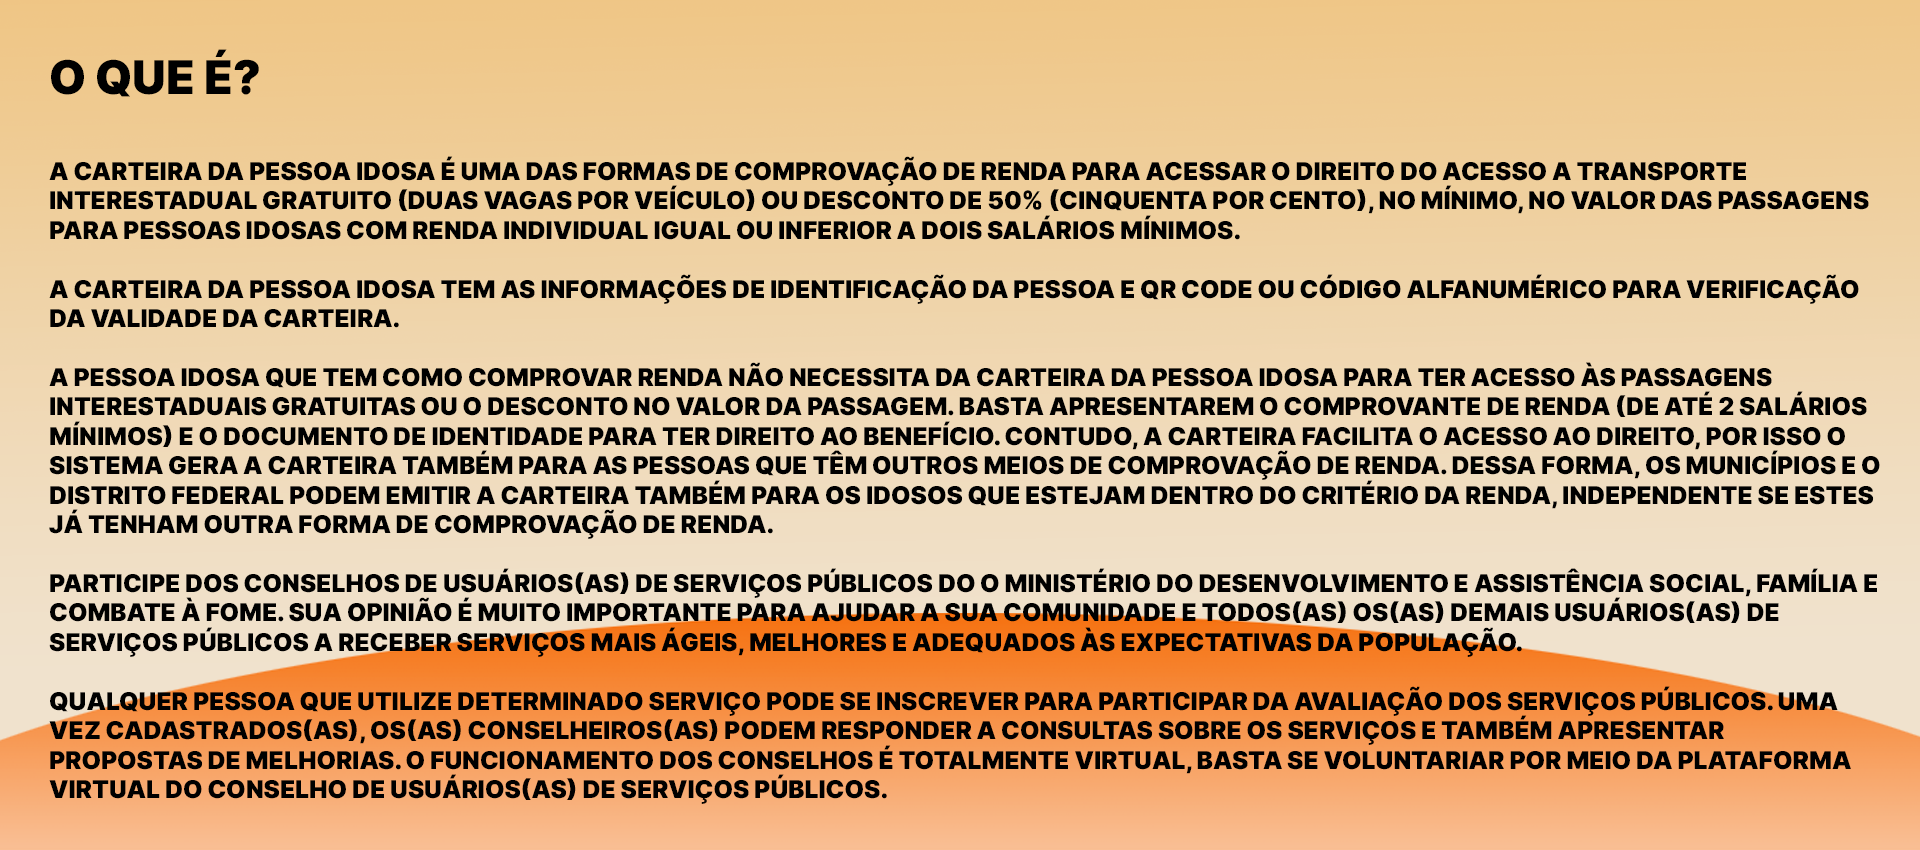 O QUE É?
A CARTEIRA DA PESSOA IDOSA É UMA DAS FORMAS DE COMPROVAÇÃO DE RENDA PARA ACESSAR O DIREITO DO ACESSO A TRANSPORTE
INTERESTADUAL GRATUITO (DUAS VAGAS POR VEÍCULO) OU DESCONTO DE 50% (CINQUENTA POR CENTO), NO MÍNIMO, NO VALOR DAS PASSAGENS
PARA PESSOAS IDOSAS COM RENDA INDIVIDUAL IGUAL OU INFERIOR A DOIS SALÁRIOS MÍNIMOS.
A CARTEIRA DA PESSOA IDOSA TEM AS INFORMAÇÕES DE IDENTIFICAÇÃO DA PESSOA E QR CODE OU CÓDIGO ALFANUMÉRICO PARA VERIFICAÇÃO
DA VALIDADE DA CARTEIRA.
A PESSOA IDOSA QUE TEM COMO COMPROVAR RENDA NÃO NECESSITA DA CARTEIRA DA PESSOA IDOSA PARA TER ACESSO ÀS PASSAGENS
INTERESTADUAIS GRATUITAS OU O DESCONTO NO VALOR DA PASSAGEM. BASTA APRESENTAREM O COMPROVANTE DE RENDA (DE ATÉ 2 SALÁRIOS
MÍNIMOS) E O DOCUMENTO DE IDENTIDADE PARA TER DIREITO AO BENEFÍCIO. CONTUDO, A CARTEIRA FACILITA O ACESSO AO DIREITO, POR ISSO O
SISTEMA GERA A CARTEIRA TAMBÉM PARA AS PESSOAS QUE TÊM OUTROS MEIOS DE COMPROVAÇÃO DE RENDA. DESSA FORMA, OS MUNICÍPIOS E O
DISTRITO FEDERAL PODEM EMITIR A CARTEIRA TAMBÉM PARA OS IDOSOS QUE ESTEJAM DENTRO DO CRITÉRIO DA RENDA, INDEPENDENTE SE ESTES
JÁ TENHAM OUTRA FORMA DE COMPROVAÇÃO DE RENDA.
PARTICIPE DOS CONSELHOS DE USUÁRIOS(AS) DE SERVIÇOS PÚBLICOS DO O MINISTÉRIO DO DESENVOLVIMENTO E ASSISTÊNCIA SOCIAL, FAMÍLIA E
COMBATE À FOME. SUA OPINIÃO É MUITO IMPORTANTE PARA AJUDAR A SUA COMUNIDADE E TODOS(AS) OS(AS) DEMAIS USUÁRIOS(AS) DE
SERVIÇOS PÚBLICOS A RECEBER SERVIÇOS MAIS ÁGEIS, MELHORES E ADEQUADOS ÀS EXPECTATIVAS DA POPULAÇÃO.
QUALQUER PESSOA QUE UTILIZE DETERMINADO SERVIÇO PODE SE INSCREVER PARA PARTICIPAR DA AVALIAÇÃO DOS SERVIÇOS PÚBLICOS. UMA
VEZ CADASTRADOS(AS), OS(AS) CONSELHEIROS(AS) PODEM RESPONDER A CONSULTAS SOBRE OS SERVIÇOS E TAMBÉM APRESENTAR
PROPOSTAS DE MELHORIAS. O FUNCIONAMENTO DOS CONSELHOS É TOTALMENTE VIRTUAL, BASTA SE VOLUNTARIAR POR MEIO DA PLATAFORMA
VIRTUAL DO CONSELHO DE USUÁRIOS(AS) DE SERVIÇOS PÚBLICOS.